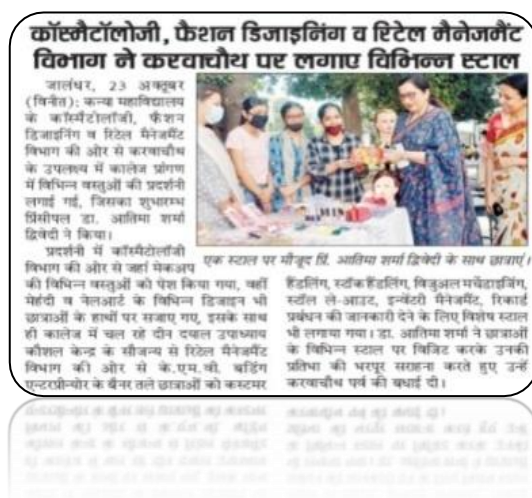 कॉस्मैटॉलोजी, फैशन डिजाइनिंग व रिटेल मैनेजमैंट
विभाग ने करवाचौथ पर लगाए विभिन्न स्टाल
जालंधर, 23 अक्तूबर
(विनीत): कन्या महाविद्यालय
के कॉस्मैटोलॉजी, फैशन
डिजाइनिंग व रिटेल मैनेजमैंट
विभाग की ओर से करवाचौथ
के उपलक्ष्य में कालेज प्रांगण
में विभिन्न वस्तुओं की प्रदर्शनी
लगाई गई, जिसका शुभारम्भ
प्रिंसीपल डा. आतिमा शर्मा
द्विवेदी ने किया।
प्रदर्शनी में कॉस्मैटोलॉजी
विभाग की ओर से जहां मेकअप
की विभिन्न वस्तुओं को पेश किया गया, वहीं
मेहंदी व नेलआर्ट के विभिन्न डिजाइन भी
छात्राओं के हाथों पर सजाए गए, इसके साथ
ही कालेज में चल रहे दीन दयाल उपाध्याय
कौशल केन्द्र के सौजन्य से रिटेल मैनेजमैंट
विभाग की ओर से के.एम.वी. बडिंग
एन्टरप्रीन्योर के बैनर तले छात्राओं को कस्टमर
एक स्टाल पर मौजूद प्रिं. आतिमा शर्मा द्विवेदी के साथ छात्राएं।
हैंडलिंग, स्टॉक हैंडलिंग, विजुअल मर्चेंडाइजिंग,
स्टॉल ले-आउट, इन्वेंटरी मैनेजमैंट, रिकार्ड
प्रबंधन की जानकारी देने के लिए विशेष स्टाल
भी लगाया गया। डा. आतिमा शर्मा ने छात्राओं
के विभिन्न स्टाल पर विजिट करके उनकी
प्रतिभा की भरपूर सराहना करते हुए उन्हें
करवाचौथ पर्व की बधाई दी।